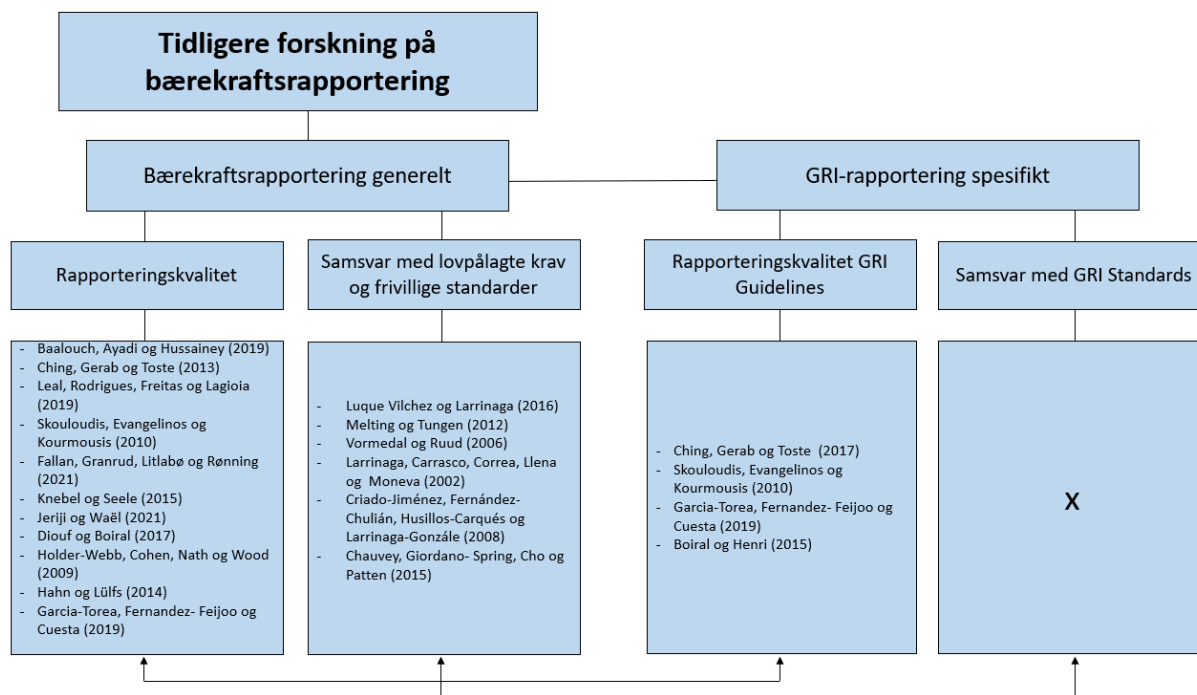 Tidligere forskning på
bærekraftsrapportering
Bærekraftsrapportering generelt
GRI-rapportering spesifikt
Rapporteringskvalitet
Samsvar med lovpålagte krav
og frivillige standarder
Rapporteringskvalitet GRI
Guidelines
Samsvar med GRI Standards
- Baalouch, Ayadi og Hussainey (2019)
- Ching, Gerab og Toste (2013)
- Leal, Rodrigues, Freitas og Lagioia
(2019)
- Skouloudis, Evangelinos og
Kourmousis (2010)
- Fallan, Granrud, Litlabø og Rønning
(2021)
- Knebel og Seele (2015)
- Jeriji og Waël (2021)
- Diouf og Boiral (2017)
- Holder-Webb, Cohen, Nath og Wood
(2009)
- Hahn og Lülfs (2014)
- Garcia-Torea, Fernandez- Feijoo og
Cuesta (2019)
- Luque Vilchez og Larrinaga (2016)
- Melting og Tungen (2012)
- Vormedal og Ruud (2006)
- Larrinaga, Carrasco, Correa, Llena
og Moneva (2002)
- Criado-Jiménez, Fernández-
Chulián, Husillos-Carqués og
Larrinaga-Gonzále (2008)
- Chauvey, Giordano- Spring, Cho og
Patten (2015)
- Ching, Gerab og Toste (2017)
- Skouloudis, Evangelinos og
Kourmousis (2010)
- Garcia-Torea, Fernandez- Feijoo og
Cuesta (2019)
- Boiral og Henri (2015)
X